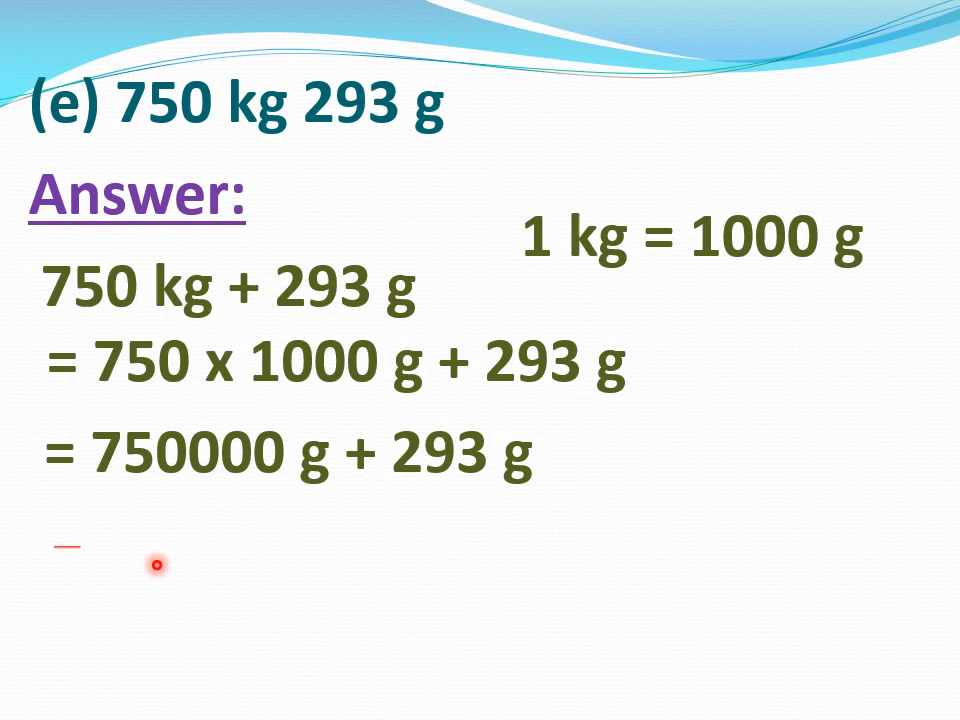 (e) 750 kg 293 g
Answer:
1 kg = 1000 g
750 kg + 293 g
= 750 x 1000 g + 293 g
= 750000 g + 293 g